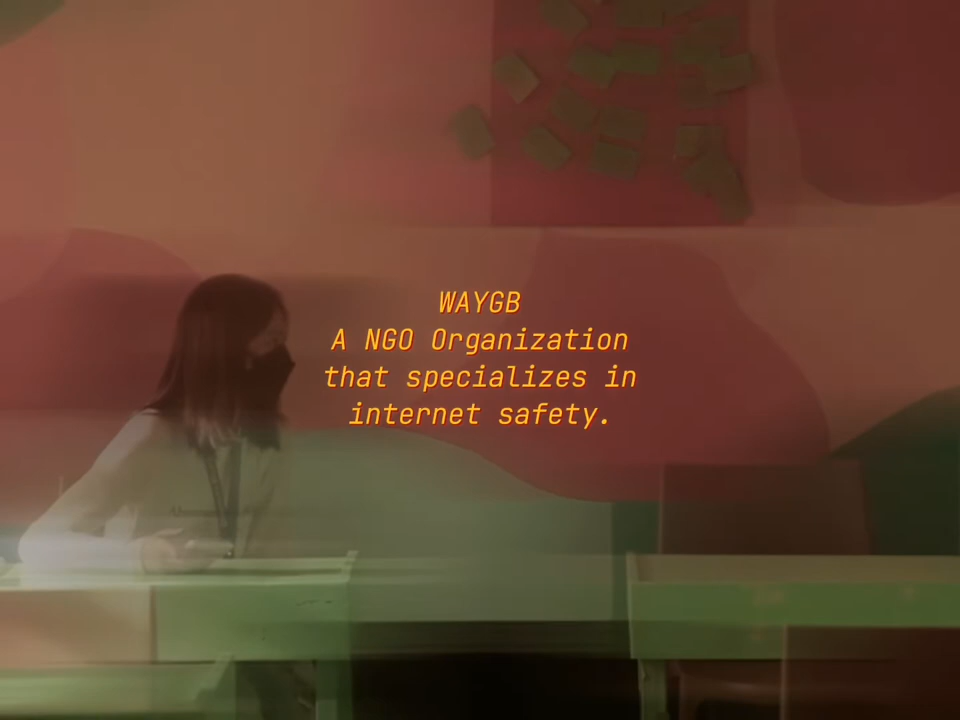 WAYGB
A NGO Organization
that specializes in
internet safety.